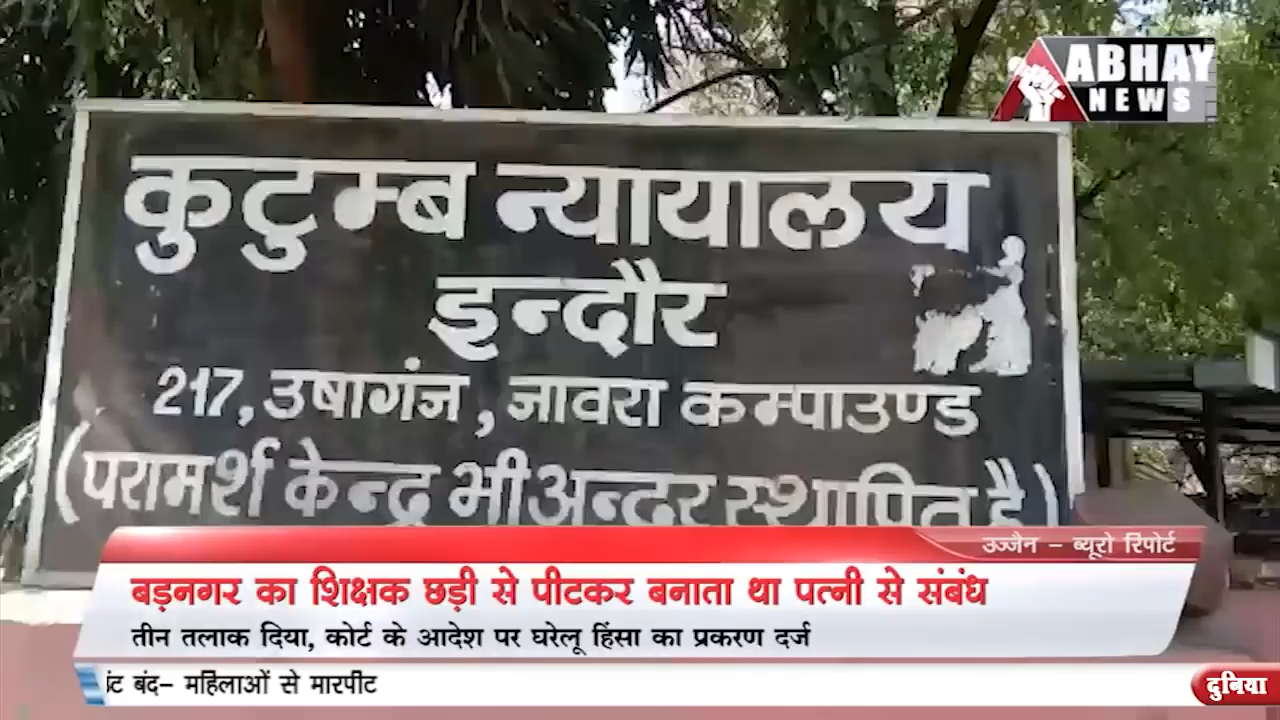 ABHAY
NEWS
कुटुम्ब न्यायालय
इन्दौर
217, उषागंज, जावरा कम्पाउण्ड
(परामर्श केन्द्र भी अन्दर स्थापित है)
उज्जैन - ब्यूरो रिपोर्ट
बड़नगर का शिक्षक छड़ी से पीटकर बनाता था पत्नी से संबंध
तीन तलाक दिया, कोर्ट के आदेश पर घरेलू हिंसा का प्रकरण दर्ज
बंद- महिलाओं से मारपीट
दुनिया